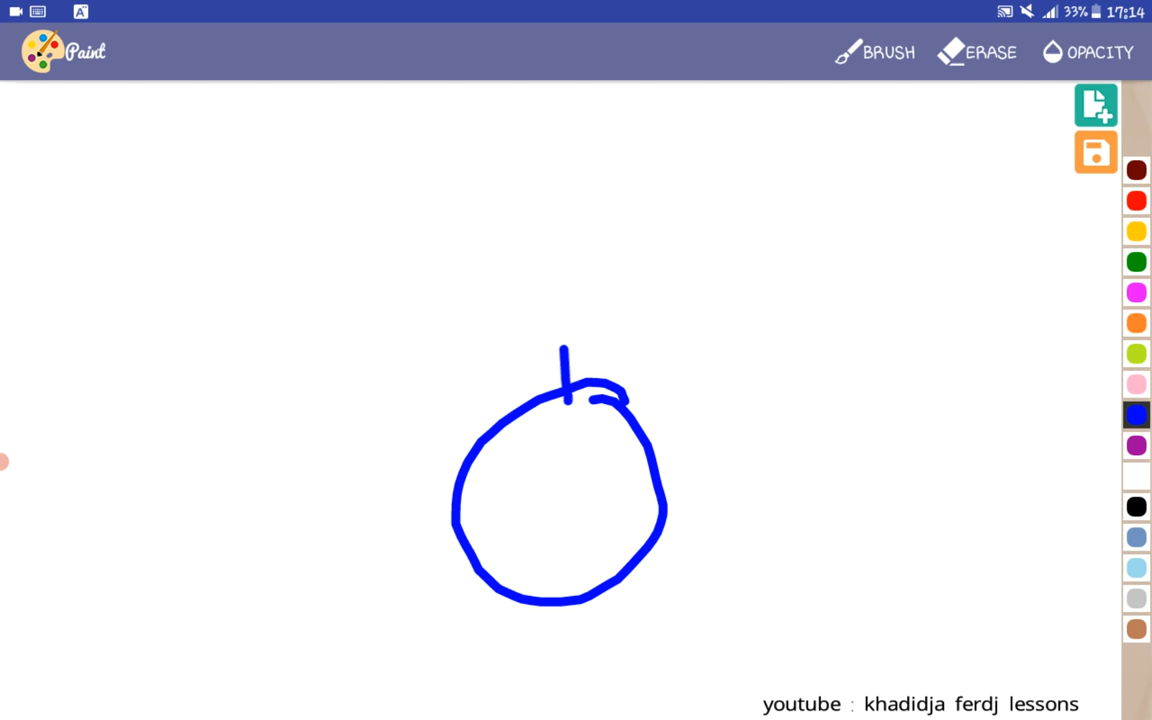 A
33% 17:14
Paint
BRUSH ERASE OPACITY
youtube : khadidja ferdj lessons